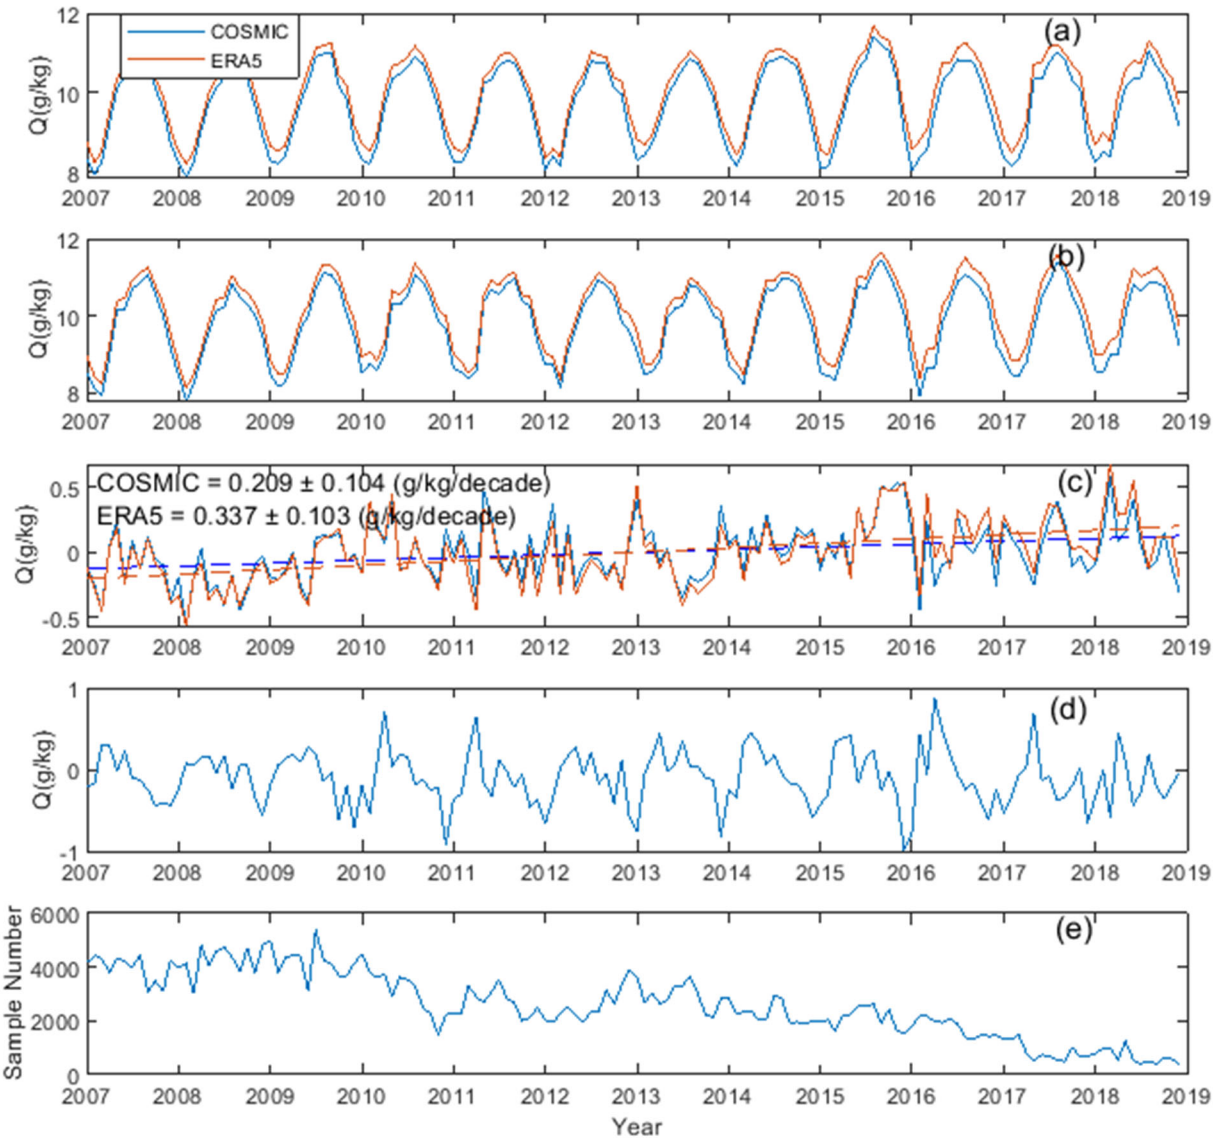 12
10
8
Q(g/kg)
COSMIC
ERA5
(a)
2007 2008 2009 2010 2011 2012 2013 2014 2015 2016 2017 2018 2019
12
10
8
Q(g/kg)
(b)
2007 2008 2009 2010 2011 2012 2013 2014 2015 2016 2017 2018 2019
0.5
0
-0.5
Q(g/kg)
COSMIC = 0.209 ± 0.104 (g/kg/decade)
ERA5 = 0.337 ± 0.103 (g/kg/decade)
(c)
2007 2008 2009 2010 2011 2012 2013 2014 2015 2016 2017 2018 2019
1
0
-1
Q(g/kg)
(d)
2007 2008 2009 2010 2011 2012 2013 2014 2015 2016 2017 2018 2019
6000
4000
2000
0
Sample Number
(e)
2007 2008 2009 2010 2011 2012 2013 2014 2015 2016 2017 2018 2019
Year